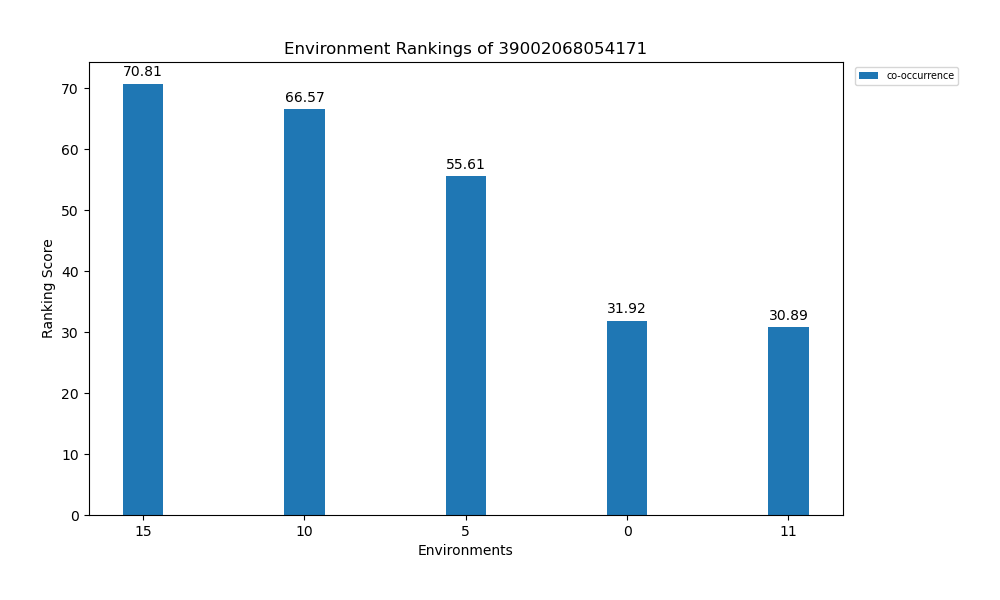 Environment Rankings of 39002068054171
co-occurrence
70.81
66.57
55.61
31.92
30.89
70
60
50
40
30
20
10
0
Ranking Score
15 10 5 0 11
Environments